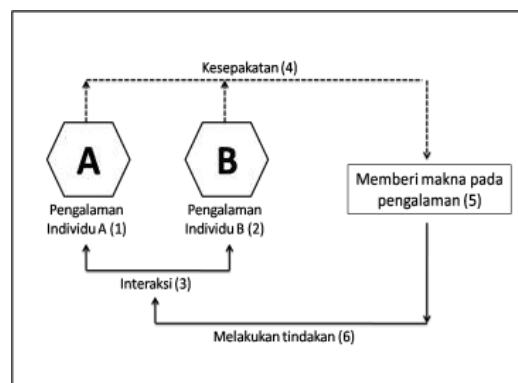 Kesepakatan (4)
A
B
Pengalaman
Individu A (1)
Pengalaman
Individu B (2)
Memberi makna pada
pengalaman (5)
Interaksi (3)
Melakukan tindakan (6)